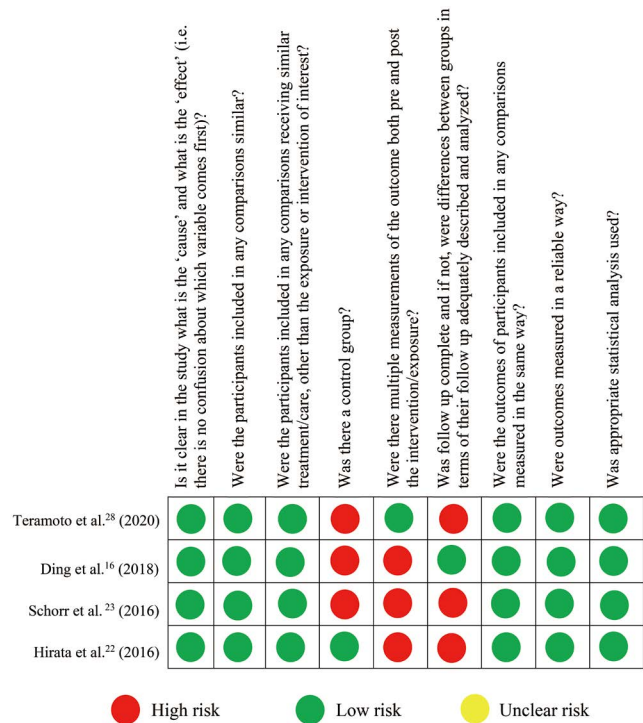 Is it clear in the study what is the ‘cause’ and what is the ‘effect’ (i.e.
there is no confusion about which variable comes first)?
Were the participants included in any comparisons similar?
Were the participants included in any comparisons receiving similar
treatment/care, other than the exposure or intervention of interest?
Was there a control group?
Were there multiple measurements of the outcome both pre and post
the intervention/exposure?
Was follow up complete and if not, were differences between groups in
terms of their follow up adequately described and analyzed?
Were the outcomes of participants included in any comparisons
measured in the same way?
Were outcomes measured in a reliable way?
Was appropriate statistical analysis used?
Teramoto et al.28 (2020)
Ding et al.16 (2018)
Schorr et al.23 (2016)
Hirata et al.22 (2016)
High risk
Low risk
Unclear risk